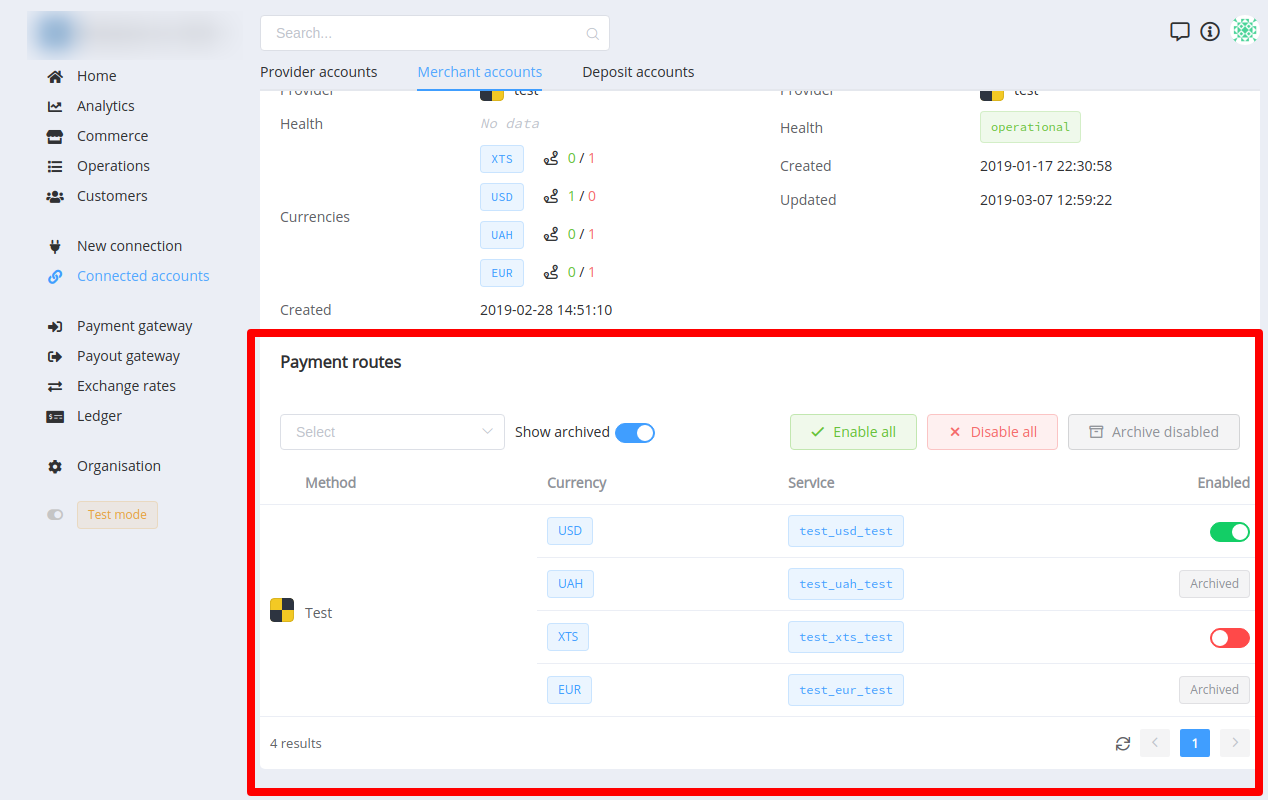 Search...
Provider accounts Merchant accounts Deposit accounts
Home
Analytics
Commerce
Operations
Customers
New connection
Connected accounts
Payment gateway
Payout gateway
Exchange rates
Ledger
Organisation
Test mode
Provider test
Health No data
Currencies
XTS 0 / 1
USD 1 / 0
UAH 0 / 1
EUR 0 / 1
Created 2019-02-28 14:51:10
Provider test
Health operational
Created 2019-01-17 22:30:58
Updated 2019-03-07 12:59:22
Payment routes
Select Show archived Enable all Disable all Archive disabled
Method Currency Service Enabled
Test
USD test_usd_test
UAH test_uah_test Archived
XTS test_xts_test
EUR test_eur_test Archived
4 results 1